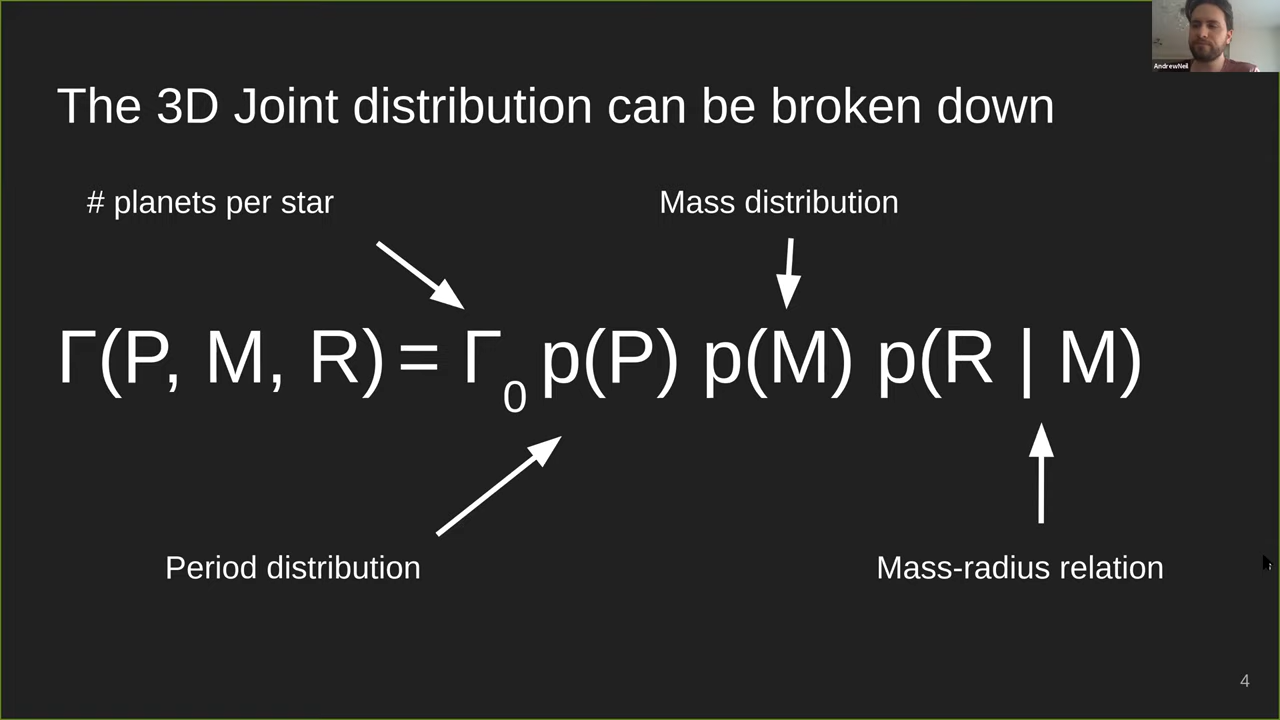 AndrewNeil
The 3D Joint distribution can be broken down
# planets per star
Mass distribution
Γ(P, M, R) = Γ0 p(P) p(M) p(R | M)
Period distribution
Mass-radius relation
4